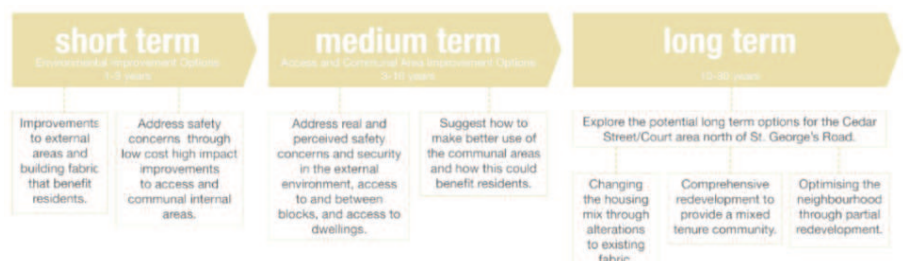 short term
Environmental Improvement Options
1-5 years
medium term
Access and Communal Area Improvement Options
long term
Improvements
to external
areas and
building fabric
that benefit
residents.
Address safety
concerns through
low cost high impact
improvements
to access and
communal internal
areas.
Address real and
perceived safety
concerns and security
in the external
environment, access
to and between
blocks, and access to
dwellings.
Suggest how to
make better use of
the communal areas
and how this could
benefit residents.
Explore the potential long term options for the Cedar
Street/Court area north of St. George's Road.
Changing
the housing
mix through
alterations
to existing
fabric
Comprehensive
redevelopment to
provide a mixed
tenure community.
Optimising the
neighbourhood
through partial
redevelopment.